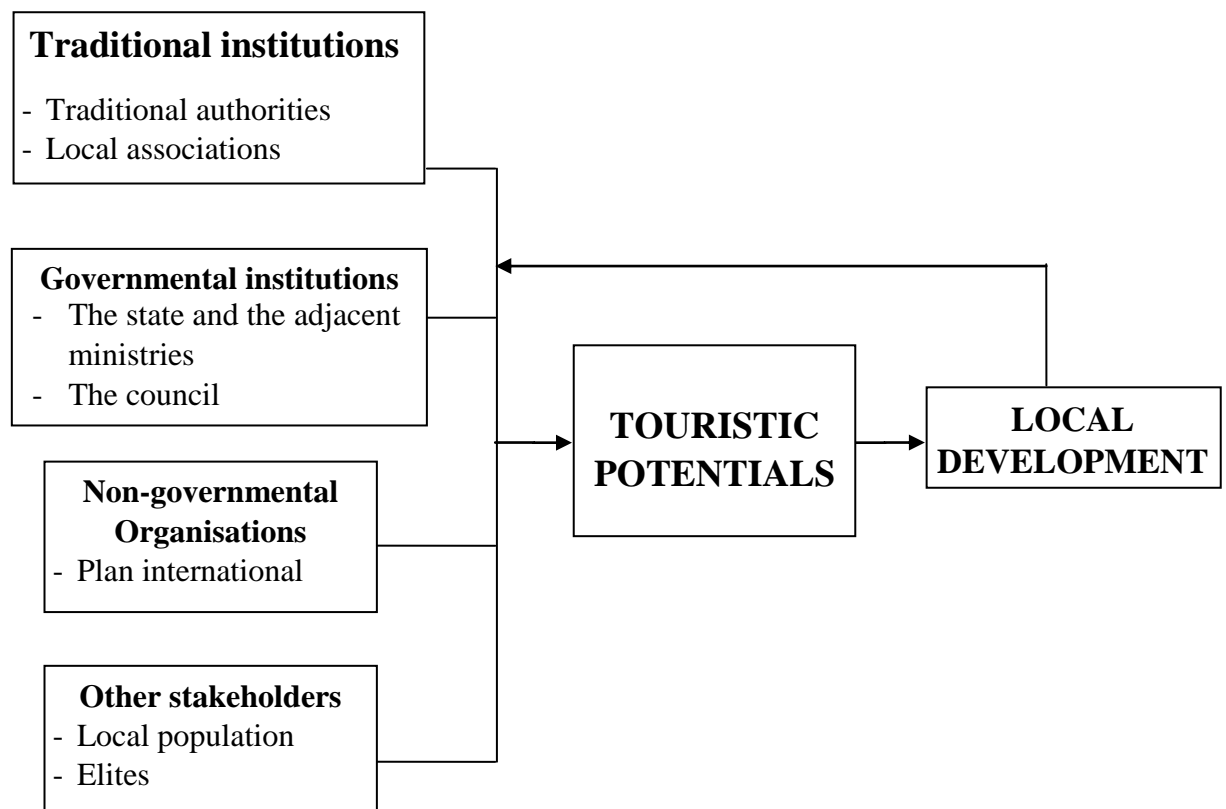 Traditional institutions
- Traditional authorities
- Local associations
Governmental institutions
- The state and the adjacent
ministries
- The council
Non-governmental
Organisations
- Plan international
Other stakeholders
- Local population
- Elites
TOURISTIC
POTENTIALS
LOCAL
DEVELOPMENT